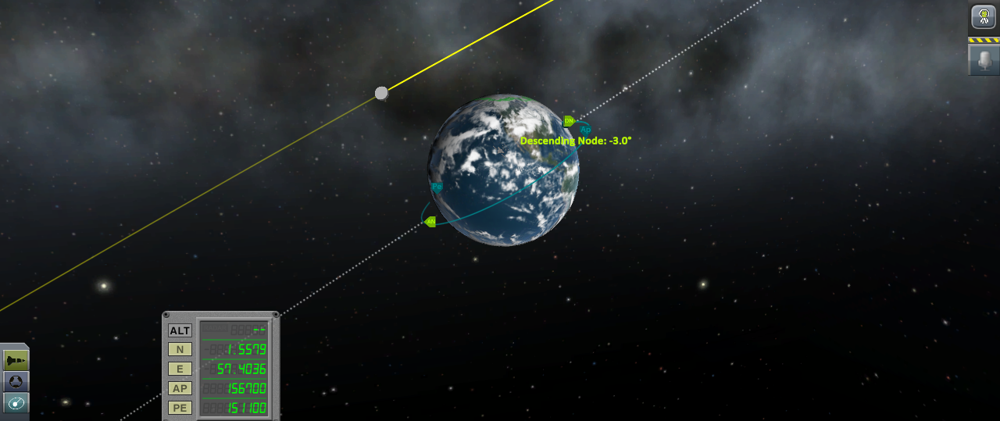 DN
Ap
Descending Node: -3.0°
Pe
AN
ALT --
N 1.5579
E 57.4036
AP 156700
PE 151100